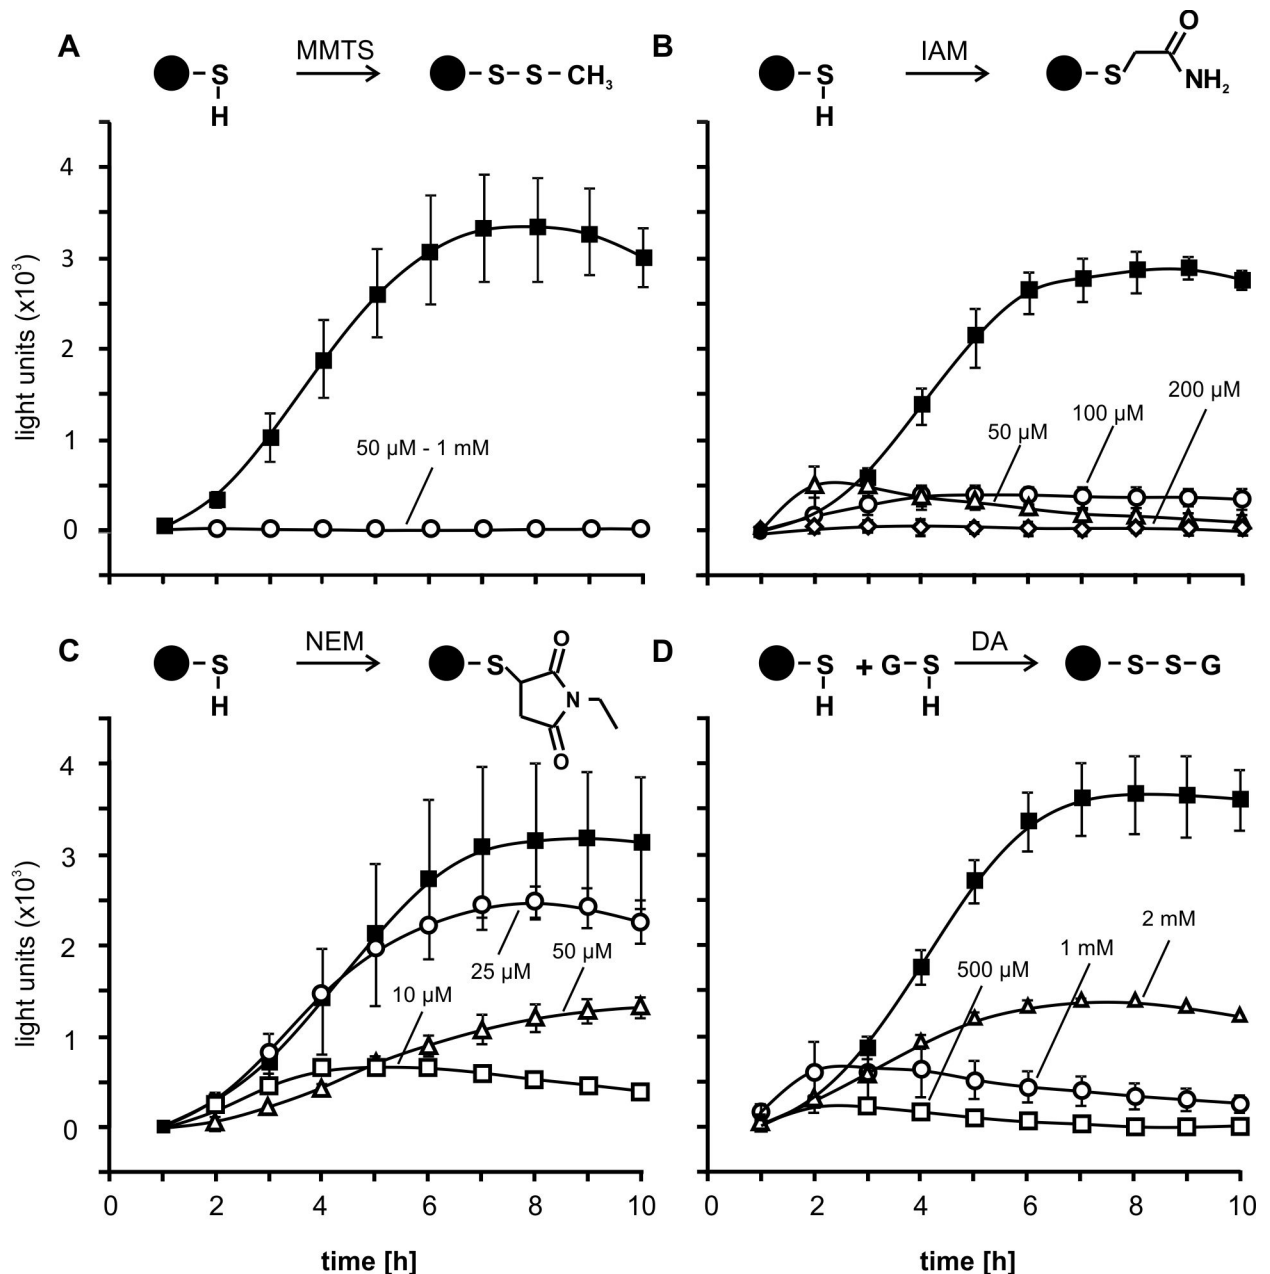 A
S
H
MMTS
S S CH₃
B
S
H
IAM
S
O
NH₂
light units (x10³)
4
3
2
1
0
50 µM - 1 mM
50 µM
100 µM
200 µM
C
S
H
NEM
S
O
N
O
D
S
H
+ G S
H
DA
S S G
light units (x10³)
4
3
2
1
0
10 µM
25 µM
50 µM
500 µM
1 mM
2 mM
0 2 4 6 8 10
time [h]
0 2 4 6 8 10
time [h]